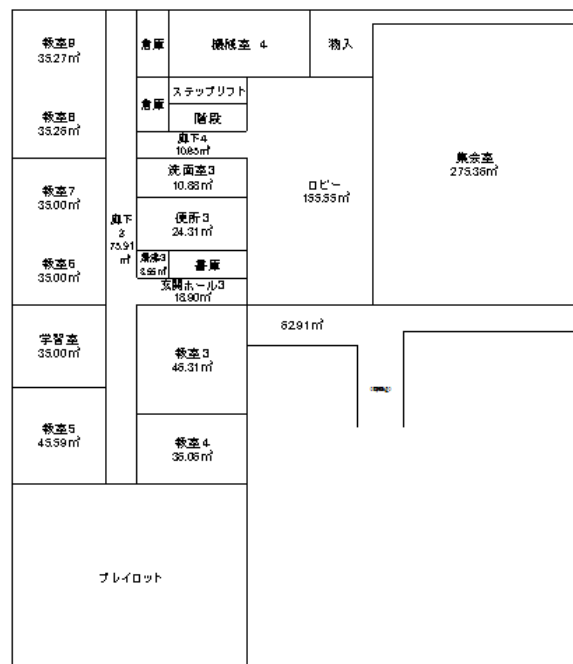 教室9
35.27㎡
倉庫
機械室 4
物入
教室8
35.26㎡
倉庫
ステップリフト
階段
廊下4
10.85㎡
集会室
275.36㎡
洗面室3
10.88㎡
ロビー
155.55㎡
教室7
35.00㎡
便所3
24.31㎡
廊下
3
75.91
㎡
教室6
35.00㎡
書庫
玄関ホール3
18.90㎡
学習室
35.00㎡
教室3
46.31㎡
82.91㎡
教室5
45.59㎡
教室4
36.06㎡
プレイロット